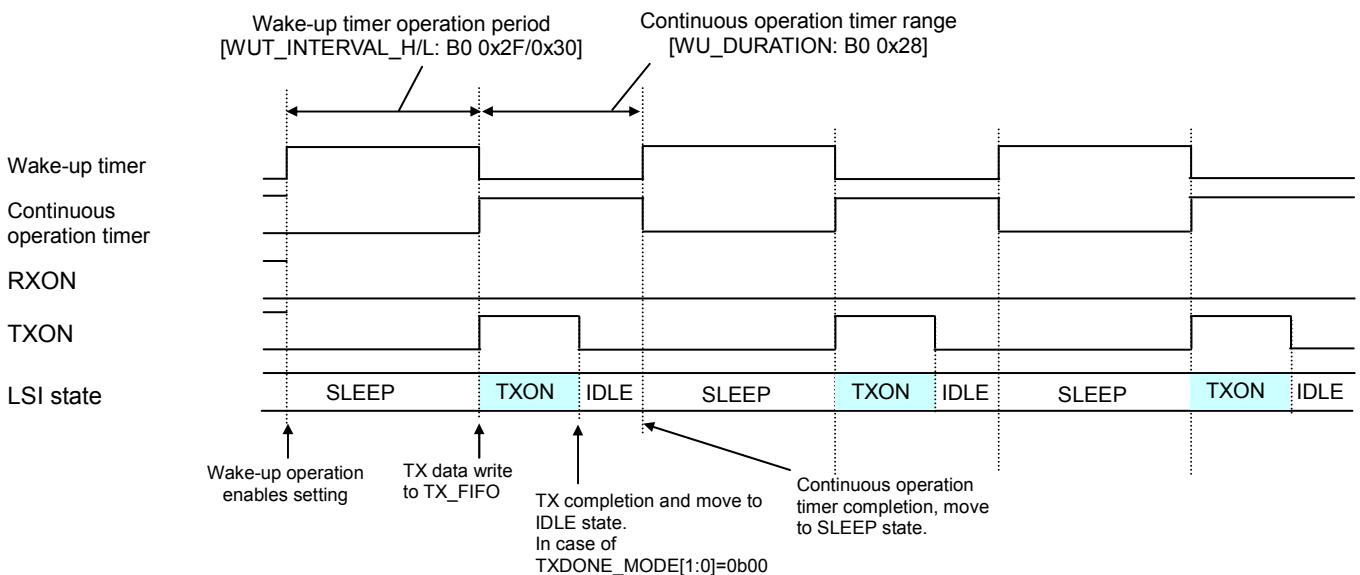 Wake-up timer operation period
[WUT_INTERVAL_H/L: B0 0x2F/0x30]
Continuous operation timer range
[WU_DURATION: B0 0x28]
Wake-up timer
Continuous
operation timer
RXON
TXON
LSI state
SLEEP
TXON
IDLE
SLEEP
TXON
IDLE
SLEEP
TXON
IDLE
Wake-up operation
enables setting
TX data write
to TX_FIFO
TX completion and move to
IDLE state.
In case of
TXDONE_MODE[1:0]=0b00
Continuous operation
timer completion, move
to SLEEP state.